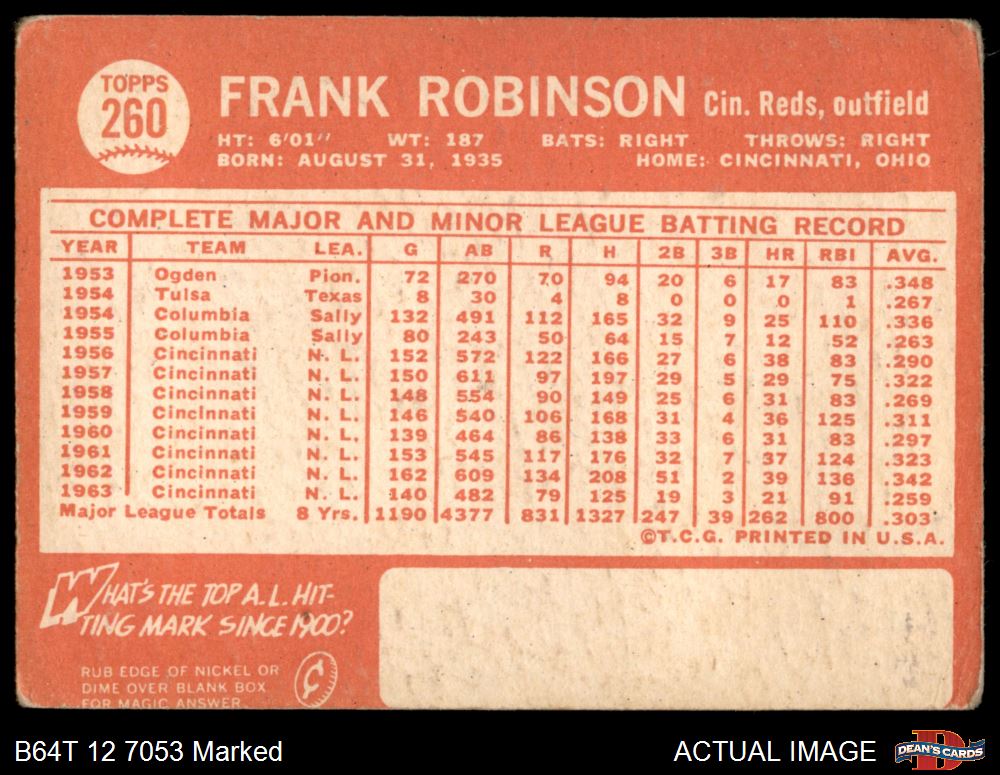 TOPPS
260
FRANK ROBINSON Cin. Reds, outfield
HT: 6'01'' WT: 187 BATS: RIGHT THROWS: RIGHT
BORN: AUGUST 31, 1935 HOME: CINCINNATI, OHIO
COMPLETE MAJOR AND MINOR LEAGUE BATTING RECORD
YEAR TEAM LEA. G AB R H 2B 3B HR RBI AVG.
1953 Ogden Pion. 72 270 70 94 20 6 17 83 .348
1954 Tulsa Texas 8 30 4 8 0 0 0 1 .267
1954 Columbia Sally 132 491 112 165 32 9 25 110 .336
1955 Columbia Sally 80 243 50 64 15 7 12 52 .263
1956 Cincinnati N. L. 152 572 122 166 27 6 38 83 .290
1957 Cincinnati N. L. 150 611 97 197 29 5 29 75 .322
1958 Cincinnati N. L. 148 554 90 149 25 6 31 83 .269
1959 Cincinnati N. L. 146 540 106 168 31 4 36 125 .311
1960 Cincinnati N. L. 139 464 86 138 33 6 31 83 .297
1961 Cincinnati N. L. 153 545 117 176 32 7 37 124 .323
1962 Cincinnati N. L. 162 609 134 208 51 2 39 136 .342
1963 Cincinnati N. L. 140 482 79 125 19 3 21 91 .259
Major League Totals 8 Yrs. 1190 4377 831 1327 247 39 262 800 .303
©T.C.G. PRINTED IN U.S.A.
WHAT'S THE TOP A.L. HIT-
TING MARK SINCE 1900?
RUB EDGE OF NICKEL OR
DIME OVER BLANK BOX
FOR MAGIC ANSWER.
¢
B64T 12 7053 Marked
ACTUAL IMAGE
D
DEAN'S CARDS